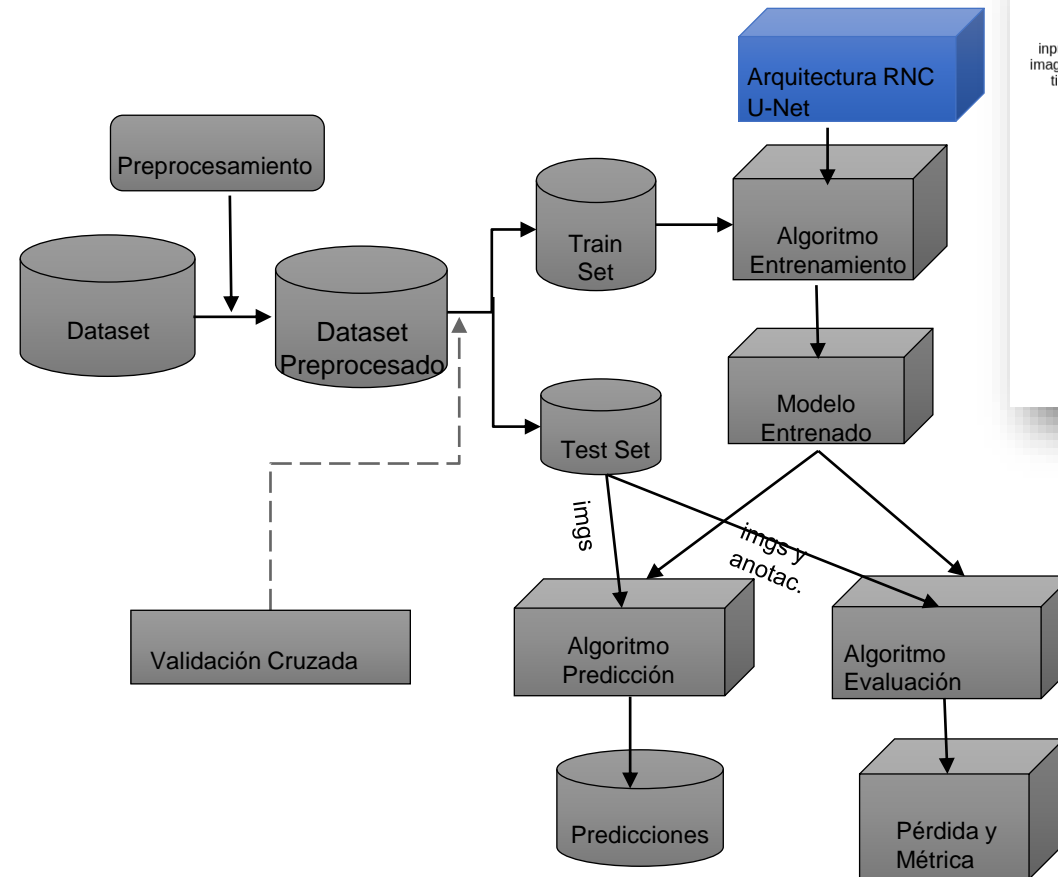 Arquitectura RNC
U-Net
Preprocesamiento
Train
Set
Algoritmo
Entrenamiento
Dataset
Dataset
Preprocesado
Modelo
Entrenado
Test Set
imgs
imgs y
anotac.
Validación Cruzada
Algoritmo
Predicción
Algoritmo
Evaluación
Predicciones
Pérdida y
Métrica